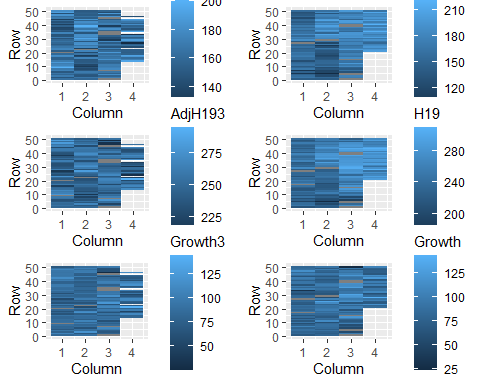 200
180
160
140
50
40
30
20
10
0
Row
1 2 3 4
Column
210
180
150
120
50
40
30
20
10
0
Row
1 2 3 4
Column
AdjH193
275
250
225
50
40
30
20
10
0
Row
1 2 3 4
Column
H19
280
240
200
50
40
30
20
10
0
Row
1 2 3 4
Column
Growth3
125
100
75
50
50
40
30
20
10
0
Row
1 2 3 4
Column
Growth
125
100
75
50
25
50
40
30
20
10
0
Row
1 2 3 4
Column